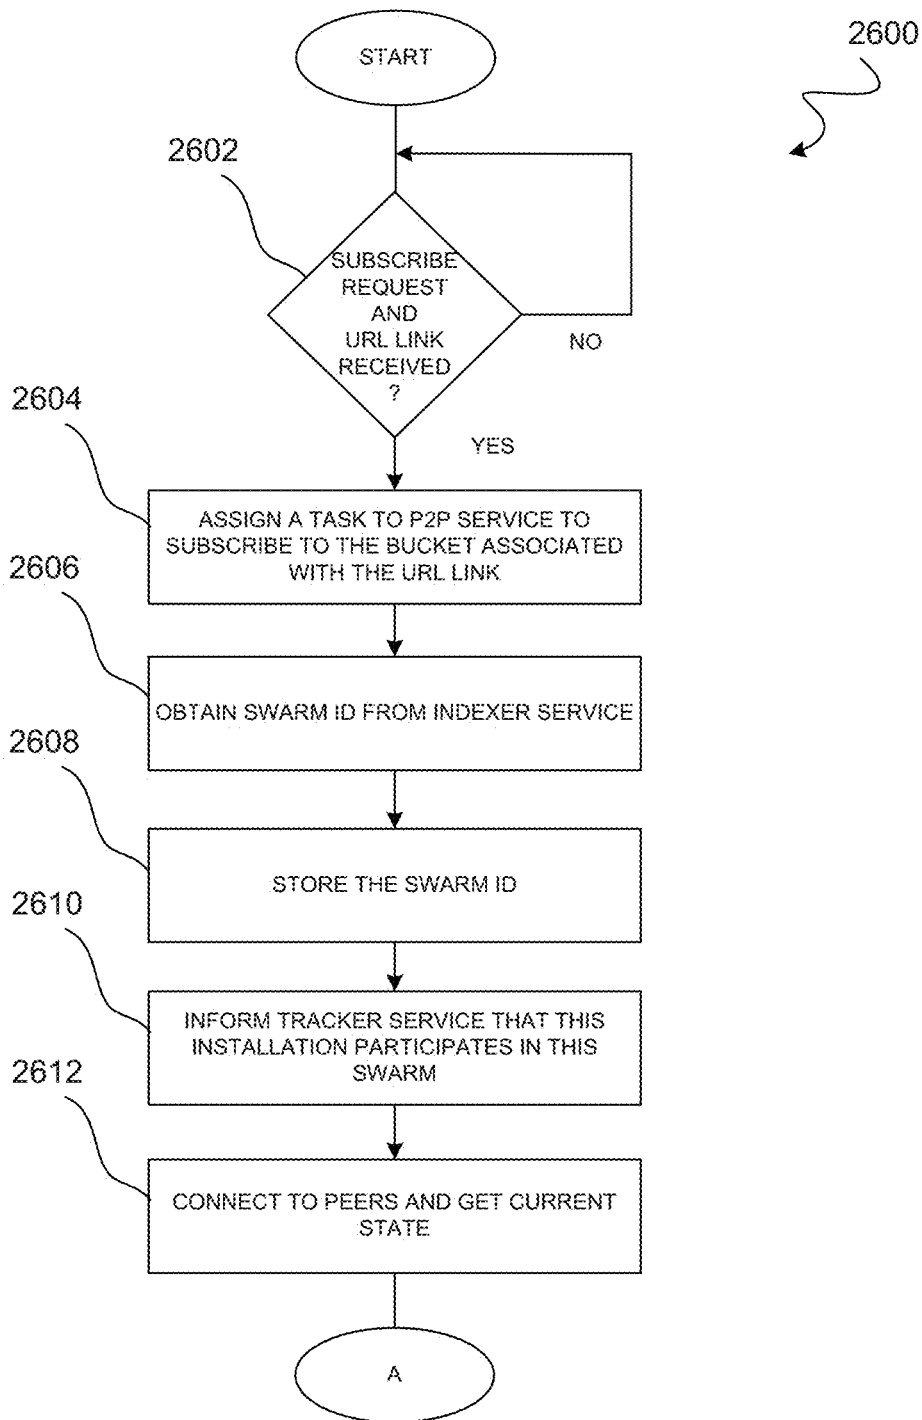 START
2600
2602
SUBSCRIBE
REQUEST
AND
URL LINK
RECEIVED
?
NO
YES
2604
ASSIGN A TASK TO P2P SERVICE TO
SUBSCRIBE TO THE BUCKET ASSOCIATED
WITH THE URL LINK
2606
OBTAIN SWARM ID FROM INDEXER SERVICE
2608
STORE THE SWARM ID
2610
INFORM TRACKER SERVICE THAT THIS
INSTALLATION PARTICIPATES IN THIS
SWARM
2612
CONNECT TO PEERS AND GET CURRENT
STATE
A